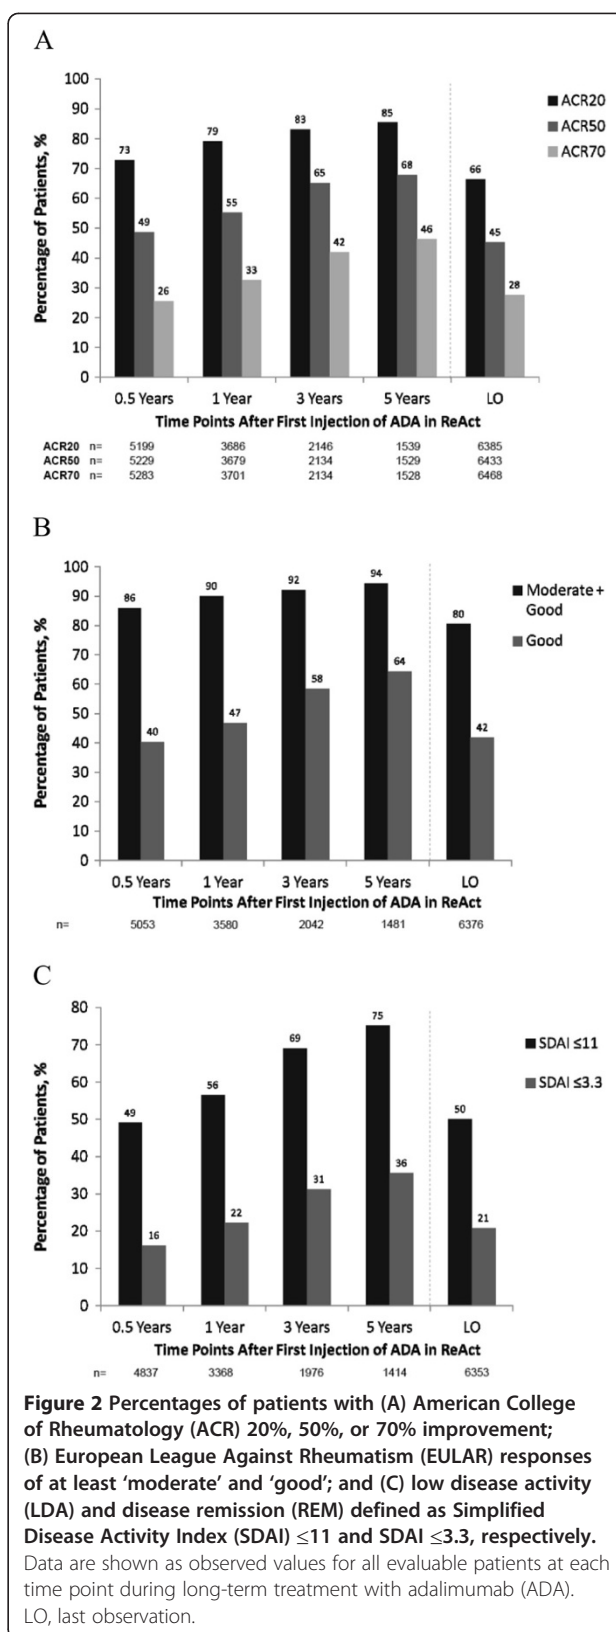 A
100
90
80
70
60
50
40
30
20
10
0
Percentage of Patients, %
73 49 26
79 55 33
83 65 42
85 68 46
66 45 28
ACR20
ACR50
ACR70
0.5 Years 1 Year 3 Years 5 Years LO
Time Points After First Injection of ADA in ReAct
ACR20 n= 5199 3686 2146 1539 6385
ACR50 n= 5229 3679 2134 1529 6433
ACR70 n= 5283 3701 2134 1528 6468
B
100
90
80
70
60
50
40
30
20
10
0
Percentage of Patients, %
86 40
90 47
92 58
94 64
80 42
Moderate +
Good
Good
0.5 Years 1 Year 3 Years 5 Years LO
Time Points After First Injection of ADA in ReAct
n= 5053 3580 2042 1481 6376
C
80
70
60
50
40
30
20
10
0
Percentage of Patients, %
49 16
56 22
69 31
75 36
50 21
SDAI ≤11
SDAI ≤3.3
0.5 Years 1 Year 3 Years 5 Years LO
Time Points After First Injection of ADA in ReAct
n= 4837 3368 1976 1414 6353
Figure 2 Percentages of patients with (A) American College
of Rheumatology (ACR) 20%, 50%, or 70% improvement;
(B) European League Against Rheumatism (EULAR) responses
of at least ‘moderate’ and ‘good’; and (C) low disease activity
(LDA) and disease remission (REM) defined as Simplified
Disease Activity Index (SDAI) ≤11 and SDAI ≤3.3, respectively.
Data are shown as observed values for all evaluable patients at each
time point during long-term treatment with adalimumab (ADA).
LO, last observation.